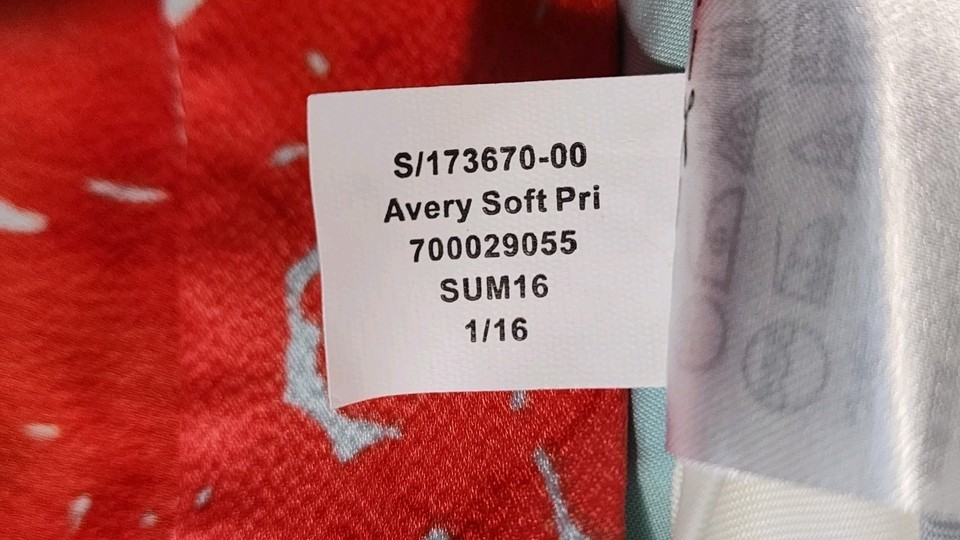 S/173670-00
Avery Soft Pri
700029055
SUM16
1/16